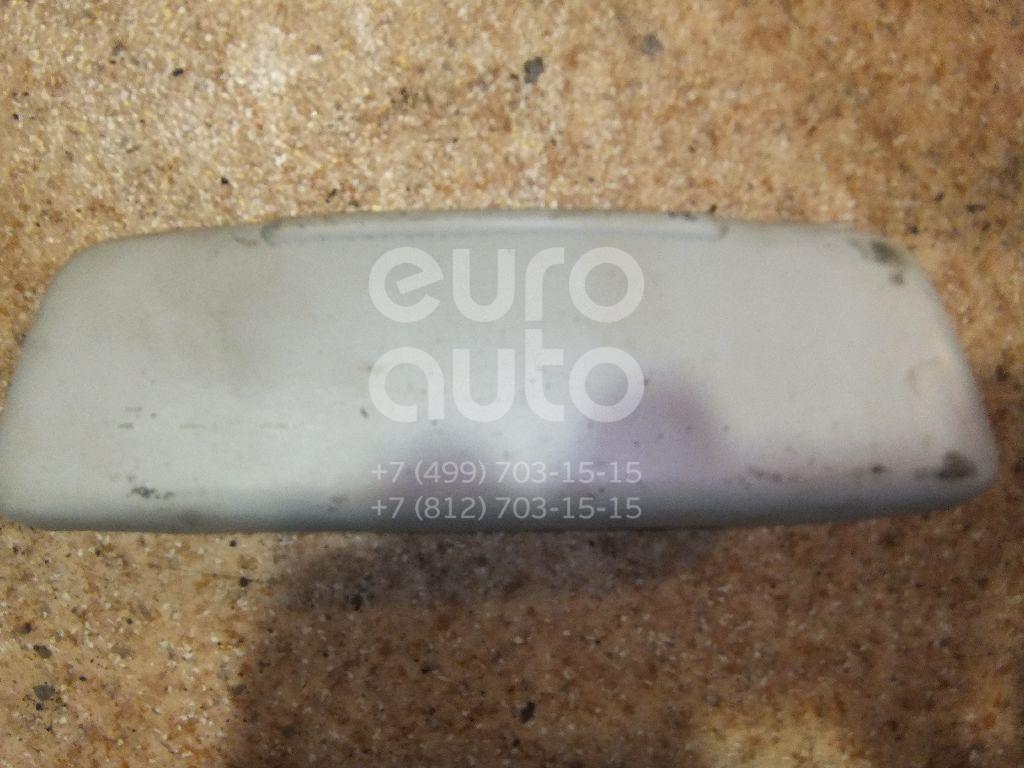 euro
auto
+7 (499) 703-15-15
+7 (812) 703-15-15